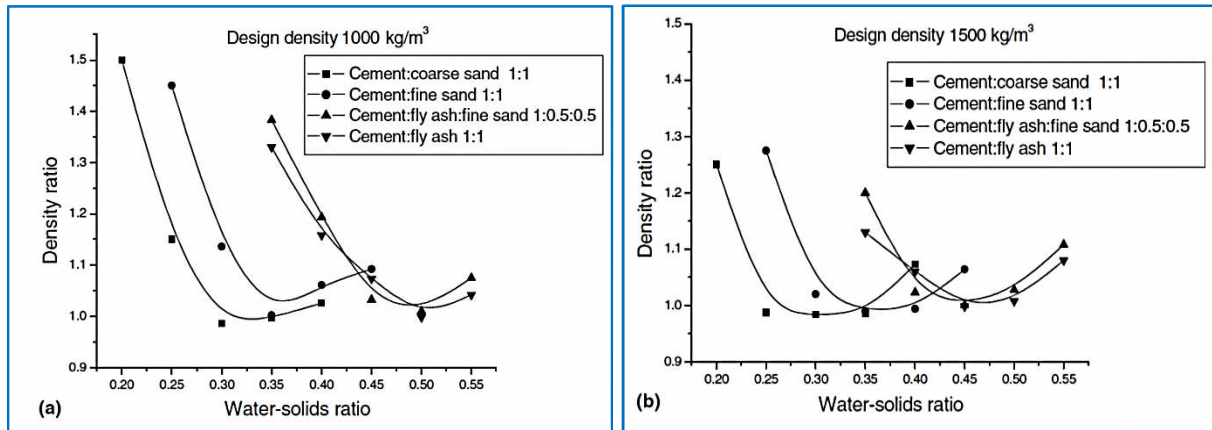 Design density 1000 kg/m³
Cement:coarse sand 1:1
Cement:fine sand 1:1
Cement:fly ash:fine sand 1:0.5:0.5
Cement:fly ash 1:1
Density ratio
1.5
1.4
1.3
1.2
1.1
1.0
0.9
0.20 0.25 0.30 0.35 0.40 0.45 0.50 0.55
(a)
Water-solids ratio
Design density 1500 kg/m³
Cement:coarse sand 1:1
Cement:fine sand 1:1
Cement:fly ash:fine sand 1:0.5:0.5
Cement:fly ash 1:1
Density ratio
1.5
1.4
1.3
1.2
1.1
1.0
0.9
0.20 0.25 0.30 0.35 0.40 0.45 0.50 0.55
(b)
Water-solids ratio